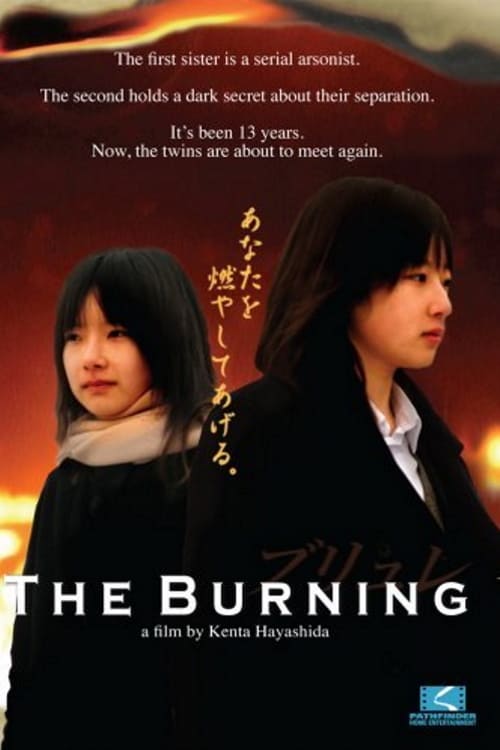 The first sister is a serial arsonist.
The second holds a dark secret about their separation.
It's been 13 years.
Now, the twins are about to meet again.
あなたを
燃やしてあげる。
ブリュレ
THE BURNING
a film by Kenta Hayashida
PATHFINDER
HOME ENTERTAINMENT